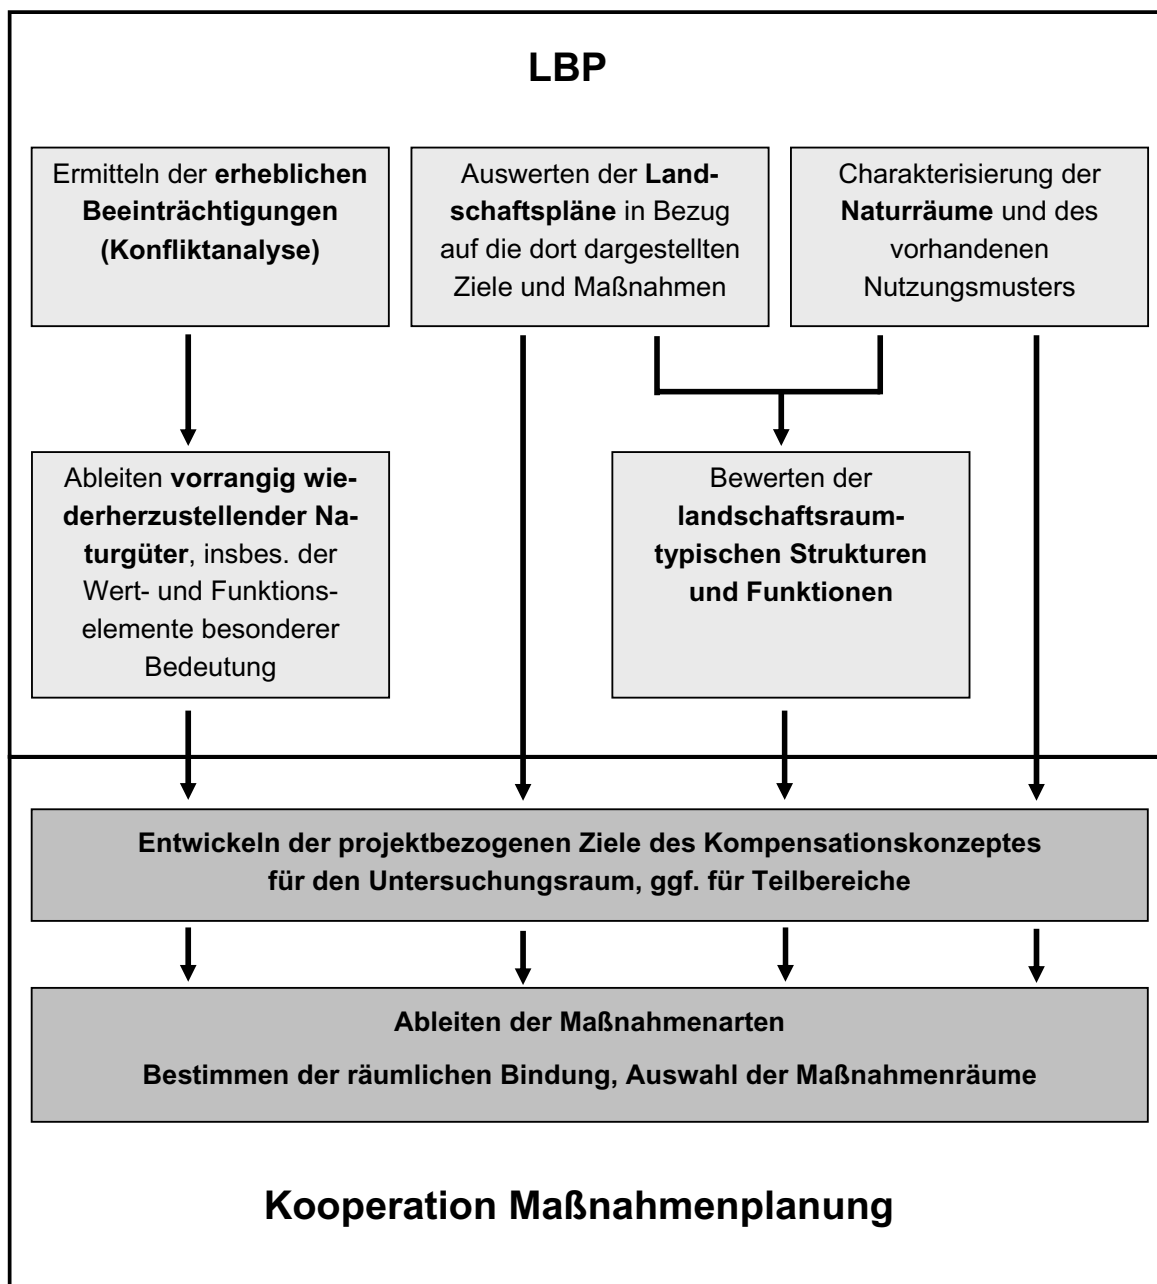 LBP
Ermitteln der erheblichen
Beeinträchtigungen
(Konfliktanalyse)
Auswerten der Land-
schaftspläne in Bezug
auf die dort dargestellten
Ziele und Maßnahmen
Charakterisierung der
Naturräume und des
vorhandenen
Nutzungsmusters
Ableiten vorrangig wie-
derherzustellender Na-
turgüter, insbes. der
Wert- und Funktions-
elemente besonderer
Bedeutung
Bewerten der
landschaftsraum-
typischen Strukturen
und Funktionen
Entwickeln der projektbezogenen Ziele des Kompensationskonzeptes
für den Untersuchungsraum, ggf. für Teilbereiche
Ableiten der Maßnahmenarten
Bestimmen der räumlichen Bindung, Auswahl der Maßnahmenräume
Kooperation Maßnahmenplanung